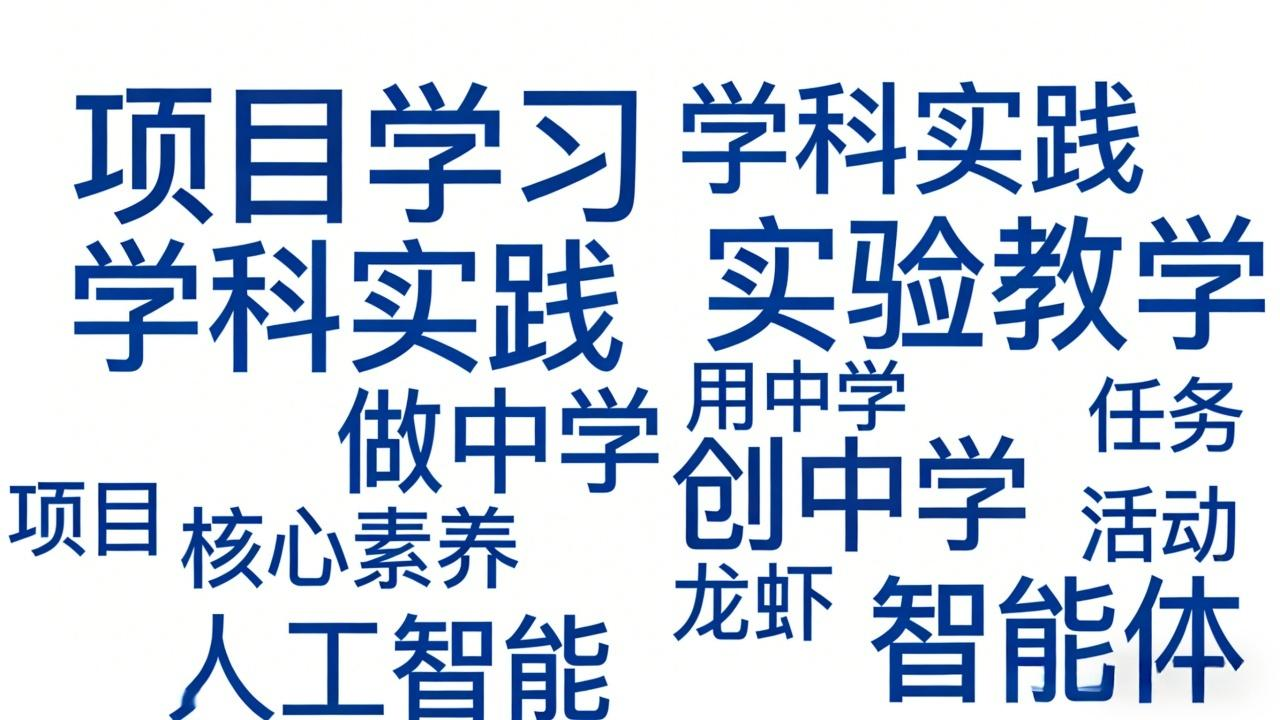 项目学习
学科实践
学科实践
实验教学
做中学
用中学
任务
创中学
项目
核心素养
活动
龙虾
智能体
人工智能